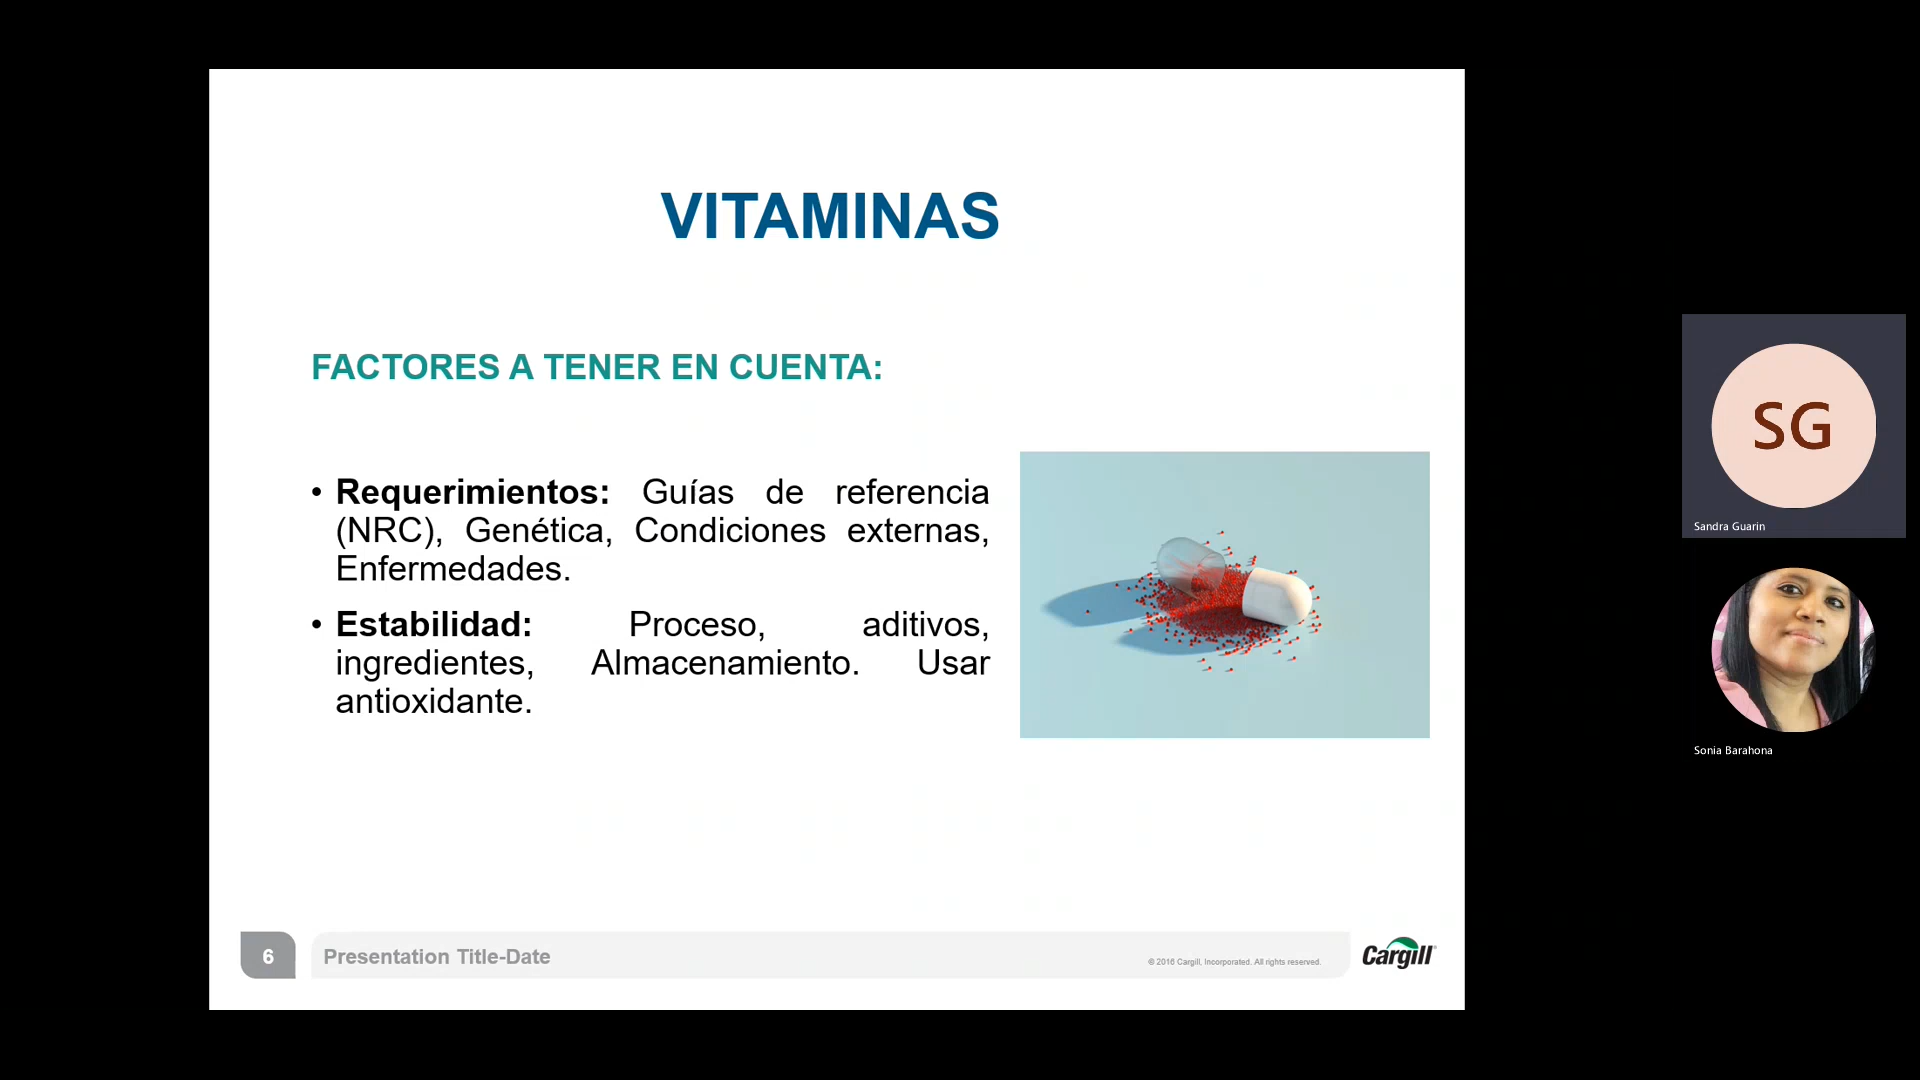 VITAMINAS
FACTORES A TENER EN CUENTA:
• Requerimientos: Guías de referencia
(NRC), Genética, Condiciones externas,
Enfermedades.
• Estabilidad: Proceso, aditivos,
ingredientes, Almacenamiento. Usar
antioxidante.
6
Presentation Title-Date
© 2016 Cargill, Incorporated. All rights reserved.
Cargill®
SG
Sandra Guarin
Sonia Barahona